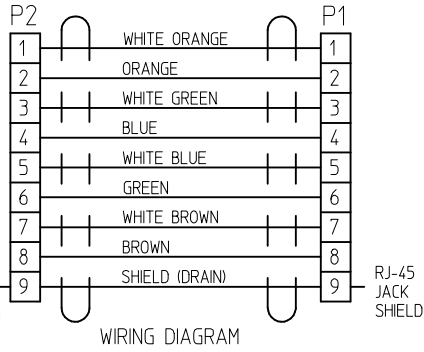 P2 P1
1 WHITE ORANGE 1
2 ORANGE 2
3 WHITE GREEN 3
4 BLUE 4
5 WHITE BLUE 5
6 GREEN 6
7 WHITE BROWN 7
8 BROWN 8
9 SHIELD (DRAIN) 9
RJ-45
JACK
SHIELD
WIRING DIAGRAM